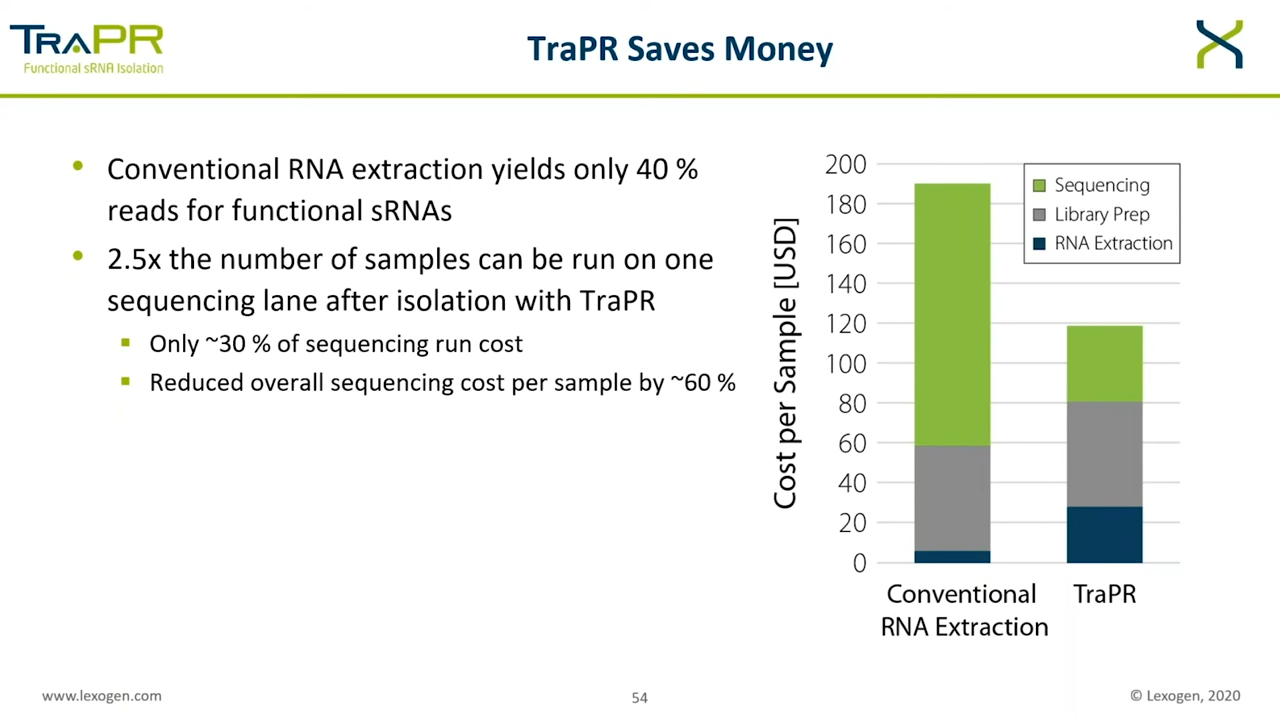 TRAPR
Functional sRNA Isolation
TraPR Saves Money
• Conventional RNA extraction yields only 40 %
reads for functional sRNAs
• 2.5x the number of samples can be run on one
sequencing lane after isolation with TraPR
▪ Only ~30 % of sequencing run cost
▪ Reduced overall sequencing cost per sample by ~60 %
Cost per Sample [USD]
200
180
160
140
120
100
80
60
40
20
0
Sequencing
Library Prep
RNA Extraction
Conventional
RNA Extraction
TraPR
www.lexogen.com
54
© Lexogen, 2020